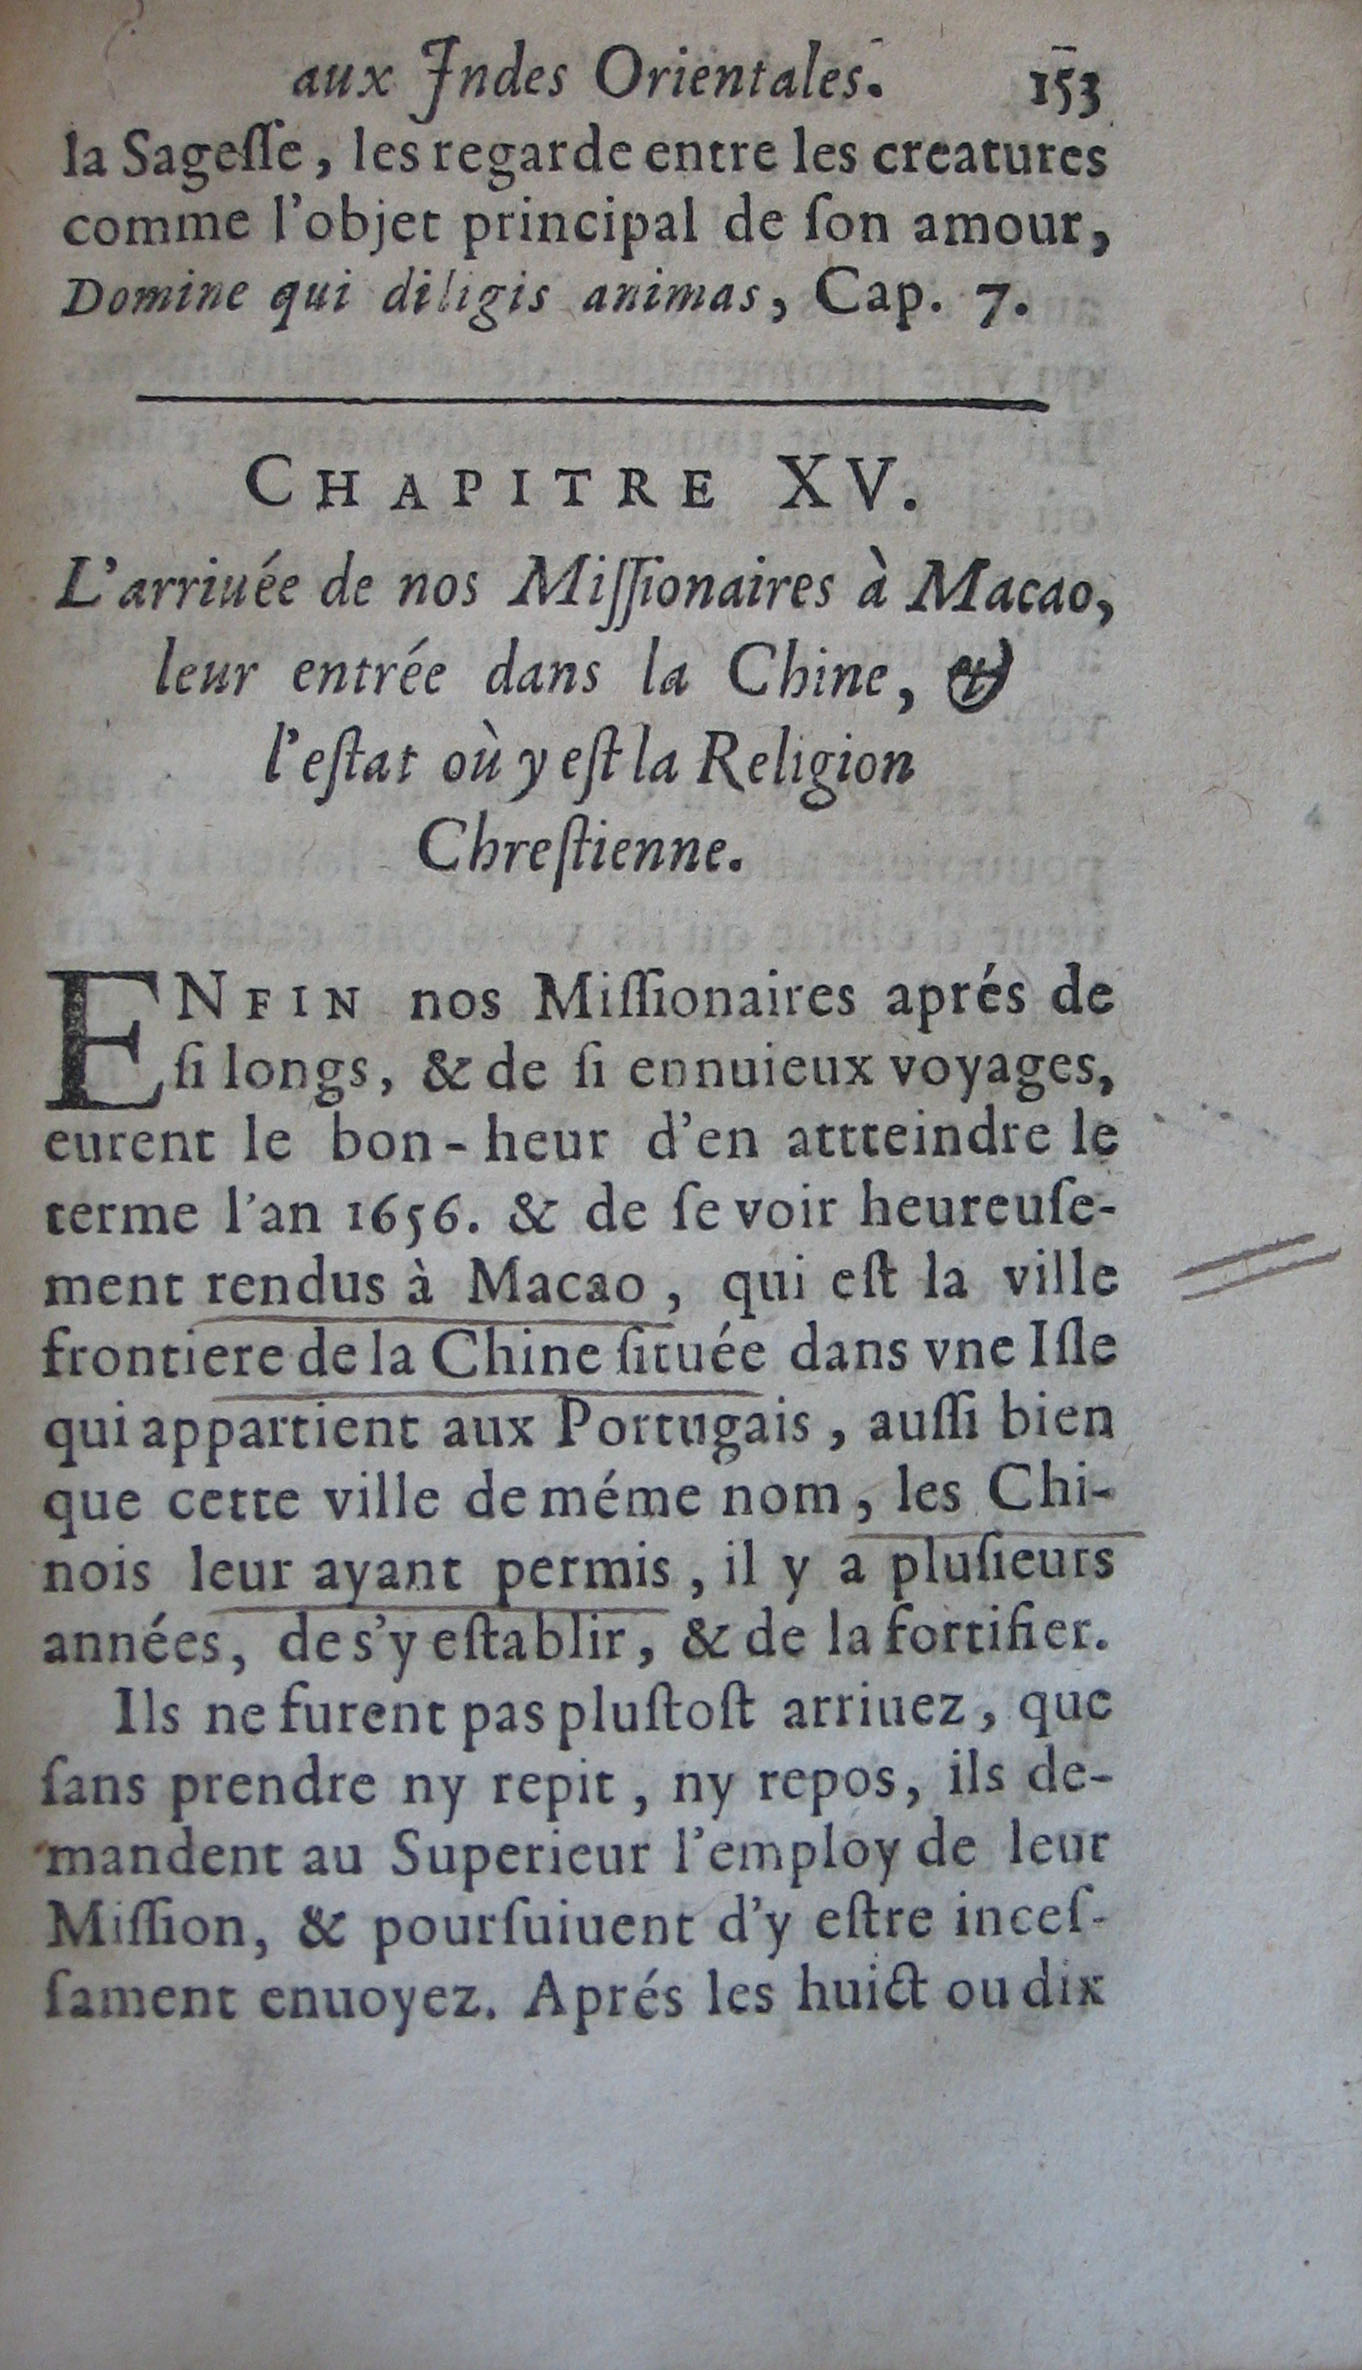 aux Indes Orientales. 153
la Sageſſe, les regarde entre les creatures
comme l'objet principal de ſon amour,
Domine qui diligis animas, Cap. 7.
CHAPITRE XV.
L'arriuée de nos Miſſionaires à Macao,
leur entrée dans la Chine, &
l'eſtat où y eſt la Religion
Chreſtienne.
ENFIN nos Miſſionaires aprés de
ſi longs, & de ſi ennuieux voyages,
eurent le bon-heur d'en attteindre le
terme l'an 1656. & de ſe voir heureuſe-
ment rendus à Macao, qui eſt la ville
frontiere de la Chine ſituée dans vne Iſle
qui appartient aux Portugais, auſſi bien
que cette ville de méme nom, les Chi-
nois leur ayant permis, il y a pluſieurs
années, de s'y eſtablir, & de la fortifier.
Ils ne furent pas pluſtoſt arriuez, que
ſans prendre ny repit, ny repos, ils de-
mandent au Superieur l'employ de leur
Miſſion, & pourſuiuent d'y eſtre inceſ-
ſament enuoyez. Aprés les huict ou dix